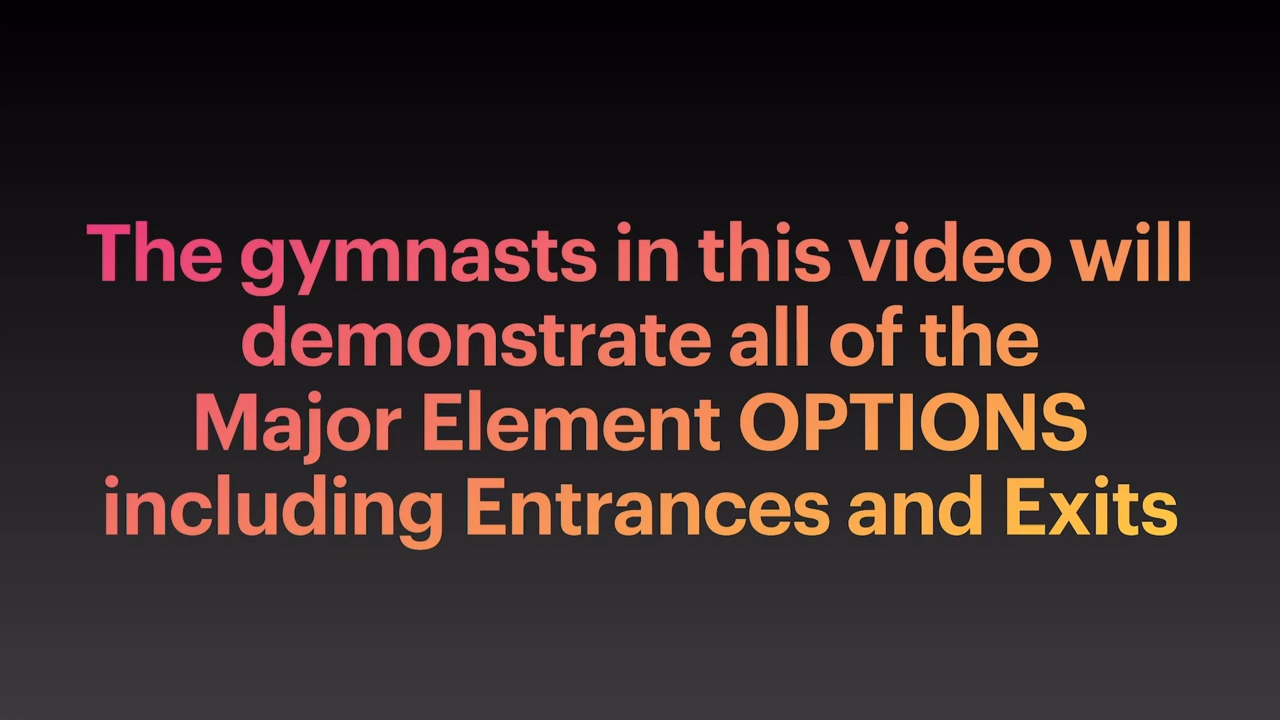 The gymnasts in this video will
demonstrate all of the
Major Element OPTIONS
including Entrances and Exits